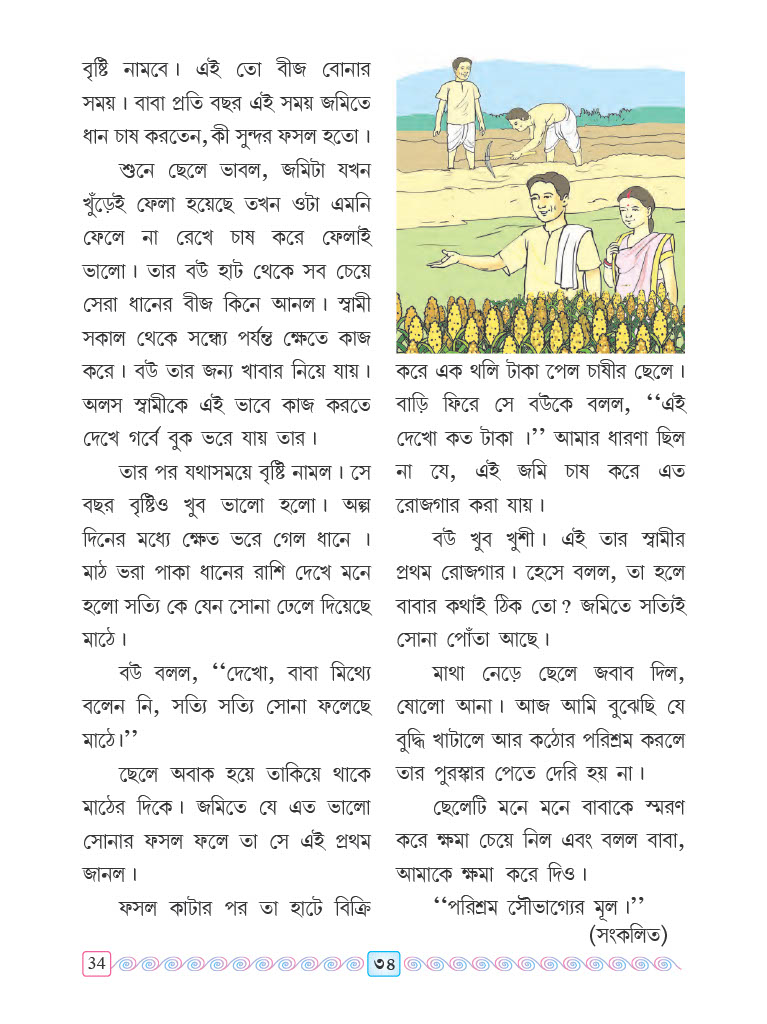 বৃষ্টি নামবে। এই তো বীজ বোনার
সময়। বাবা প্রতি বছর এই সময় জমিতে
ধান চাষ করতেন, কী সুন্দর ফসল হতো।
শুনে ছেলে ভাবল, জমিটা যখন
খুঁড়েই ফেলা হয়েছে তখন ওটা এমনি
ফেলে না রেখে চাষ করে ফেলাই
ভালো। তার বউ হাট থেকে সব চেয়ে
সেরা ধানের বীজ কিনে আনল। স্বামী
সকাল থেকে সন্ধ্যে পর্যন্ত ক্ষেতে কাজ
করে। বউ তার জন্য খাবার নিয়ে যায়।
অলস স্বামীকে এই ভাবে কাজ করতে
দেখে গর্বে বুক ভরে যায় তার।
তার পর যথাসময়ে বৃষ্টি নামল। সে
বছর বৃষ্টিও খুব ভালো হলো। অল্প
দিনের মধ্যে ক্ষেত ভরে গেল ধানে ।
মাঠ ভরা পাকা ধানের রাশি দেখে মনে
হলো সত্যি কে যেন সোনা ঢেলে দিয়েছে
মাঠে।
বউ বলল, ‘‘দেখো, বাবা মিথ্যে
বলেন নি, সত্যি সত্যি সোনা ফলেছে
মাঠে।’’
ছেলে অবাক হয়ে তাকিয়ে থাকে
মাঠের দিকে। জমিতে যে এত ভালো
সোনার ফসল ফলে তা সে এই প্রথম
জানল।
ফসল কাটার পর তা হাটে বিক্রি
করে এক থলি টাকা পেল চাষীর ছেলে।
বাড়ি ফিরে সে বউকে বলল, ‘‘এই
দেখো কত টাকা ।’’ আমার ধারণা ছিল
না যে, এই জমি চাষ করে এত
রোজগার করা যায়।
বউ খুব খুশী। এই তার স্বামীর
প্রথম রোজগার। হেসে বলল, তা হলে
বাবার কথাই ঠিক তো? জমিতে সত্যিই
সোনা পোঁতা আছে।
মাথা নেড়ে ছেলে জবাব দিল,
ষোলো আনা। আজ আমি বুঝেছি যে
বুদ্ধি খাটালে আর কঠোর পরিশ্রম করলে
তার পুরস্কার পেতে দেরি হয় না।
ছেলেটি মনে মনে বাবাকে স্মরণ
করে ক্ষমা চেয়ে নিল এবং বলল বাবা,
আমাকে ক্ষমা করে দিও।
‘‘পরিশ্রম সৌভাগ্যের মূল।’’
(সংকলিত)
34
৩৪